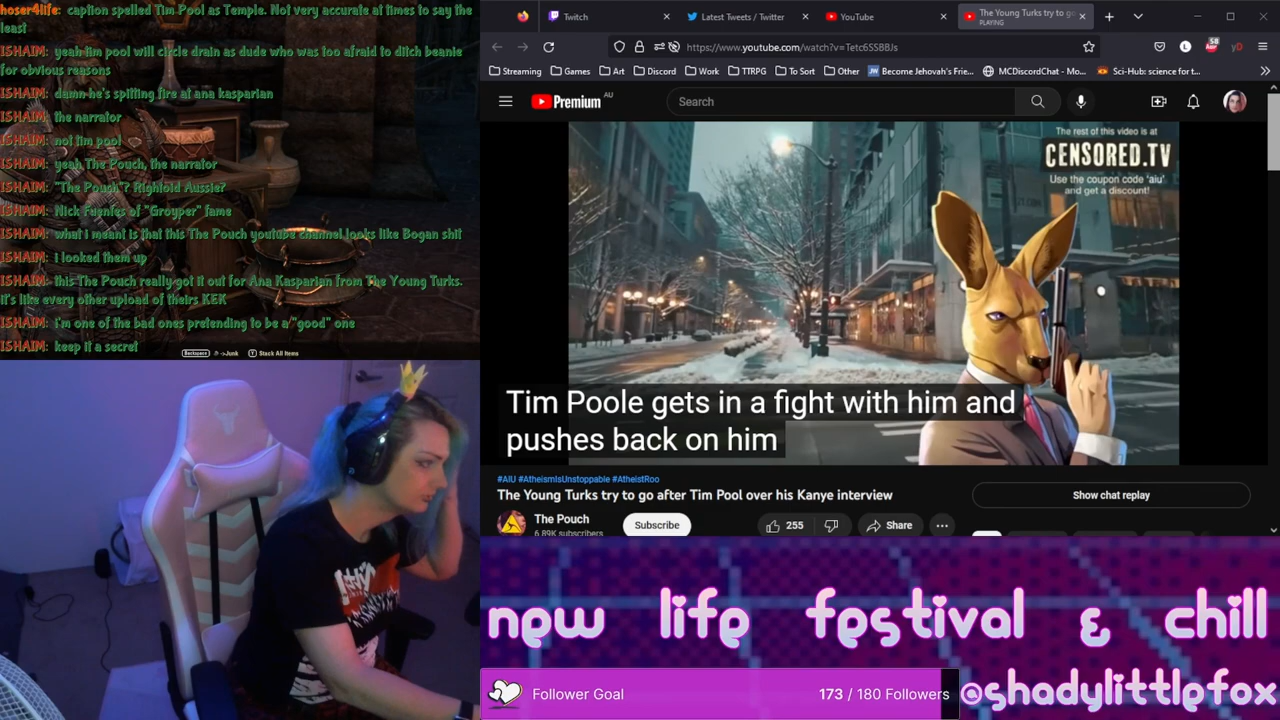 hoser4life: caption spelled Tim Pool as Temple. Not very accurate at times to say the
least
ISHAIM: yeah tim pool will circle drain as dude who was too afraid to ditch beanie
for obvious reasons
ISHAIM: damn he's spitting fire at ana kasparian
ISHAIM: the narrator
ISHAIM: not tim pool
ISHAIM: yeah The Pouch, the narrator
ISHAIM: "The Pouch"? Rightoid Aussie?
ISHAIM: Nick Fuentes of "Groyper" fame
ISHAIM: what i meant is that this The Pouch youtube channel looks like Bogan shit
ISHAIM: i looked them up
ISHAIM: this The Pouch really got it out for Ana Kasparian from The Young Turks.
it's like every other upload of theirs KEK
ISHAIM: i'm one of the bad ones pretending to be a "good" one
ISHAIM: keep it a secret
Backspace ->Junk T Stack All Items
Twitch
Latest Tweets / Twitter
YouTube
The Young Turks try to go
PLAYING
https://www.youtube.com/watch?v=Tetc6SSBBJs
58
Streaming
Games
Art
Discord
Work
TTRPG
To Sort
Other
Become Jehovah's Frie...
MCDiscordChat - Mo...
Sci-Hub: science for t...
Premium AU
Search
The rest of this video is at
CENSORED.TV
Use the coupon code 'aiu'
and get a discount!
Tim Poole gets in a fight with him and
pushes back on him
#AIU #AtheismIsUnstoppable #AtheistRoo
The Young Turks try to go after Tim Pool over his Kanye interview
Show chat replay
The Pouch
6.89K subscribers
Subscribe
255
Share
new life festival & chill
Follower Goal
173 / 180 Followers
@shadylittlefox